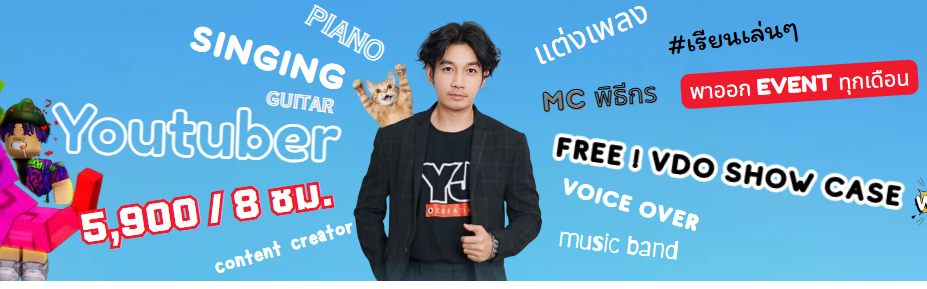 PIANO
SINGING
GUITAR
Youtuber
5,900 / 8 ชม.
content creator
YJ
CREAT
แต่งเพลง
#เรียนเล่นๆ
MC พิธีกร
พาออก EVENT ทุกเดือน
FREE ! VDO SHOW CASE
VOICE OVER
music band